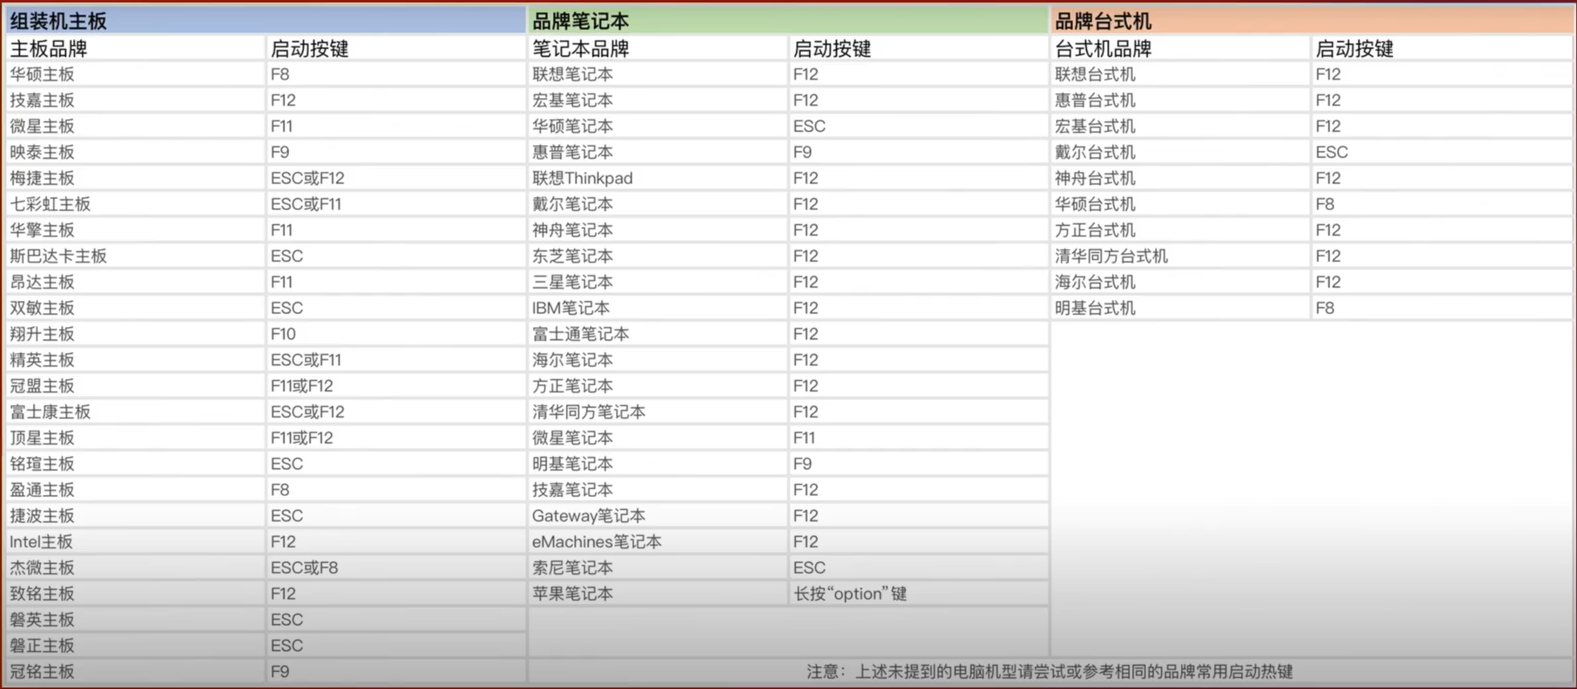 组装机主板 品牌笔记本 品牌台式机
主板品牌 启动按键 笔记本品牌 启动按键 台式机品牌 启动按键
华硕主板 F8 联想笔记本 F12 联想台式机 F12
技嘉主板 F12 宏基笔记本 F12 惠普台式机 F12
微星主板 F11 华硕笔记本 ESC 宏基台式机 F12
映泰主板 F9 惠普笔记本 F9 戴尔台式机 ESC
梅捷主板 ESC或F12 联想Thinkpad F12 神舟台式机 F12
七彩虹主板 ESC或F11 戴尔笔记本 F12 华硕台式机 F8
华擎主板 F11 神舟笔记本 F12 方正台式机 F12
斯巴达卡主板 ESC 东芝笔记本 F12 清华同方台式机 F12
昂达主板 F11 三星笔记本 F12 海尔台式机 F12
双敏主板 ESC IBM笔记本 F12 明基台式机 F8
翔升主板 F10 富士通笔记本 F12
精英主板 ESC或F11 海尔笔记本 F12
冠盟主板 F11或F12 方正笔记本 F12
富士康主板 ESC或F12 清华同方笔记本 F12
顶星主板 F11或F12 微星笔记本 F11
铭瑄主板 ESC 明基笔记本 F9
盈通主板 F8 技嘉笔记本 F12
捷波主板 ESC Gateway笔记本 F12
Intel主板 F12 eMachines笔记本 F12
杰微主板 ESC或F8 索尼笔记本 ESC
致铭主板 F12 苹果笔记本 长按“option”键
磐英主板 ESC
磐正主板 ESC
冠铭主板 F9 注意：上述未提到的电脑机型请尝试或参考相同的品牌常用启动热键